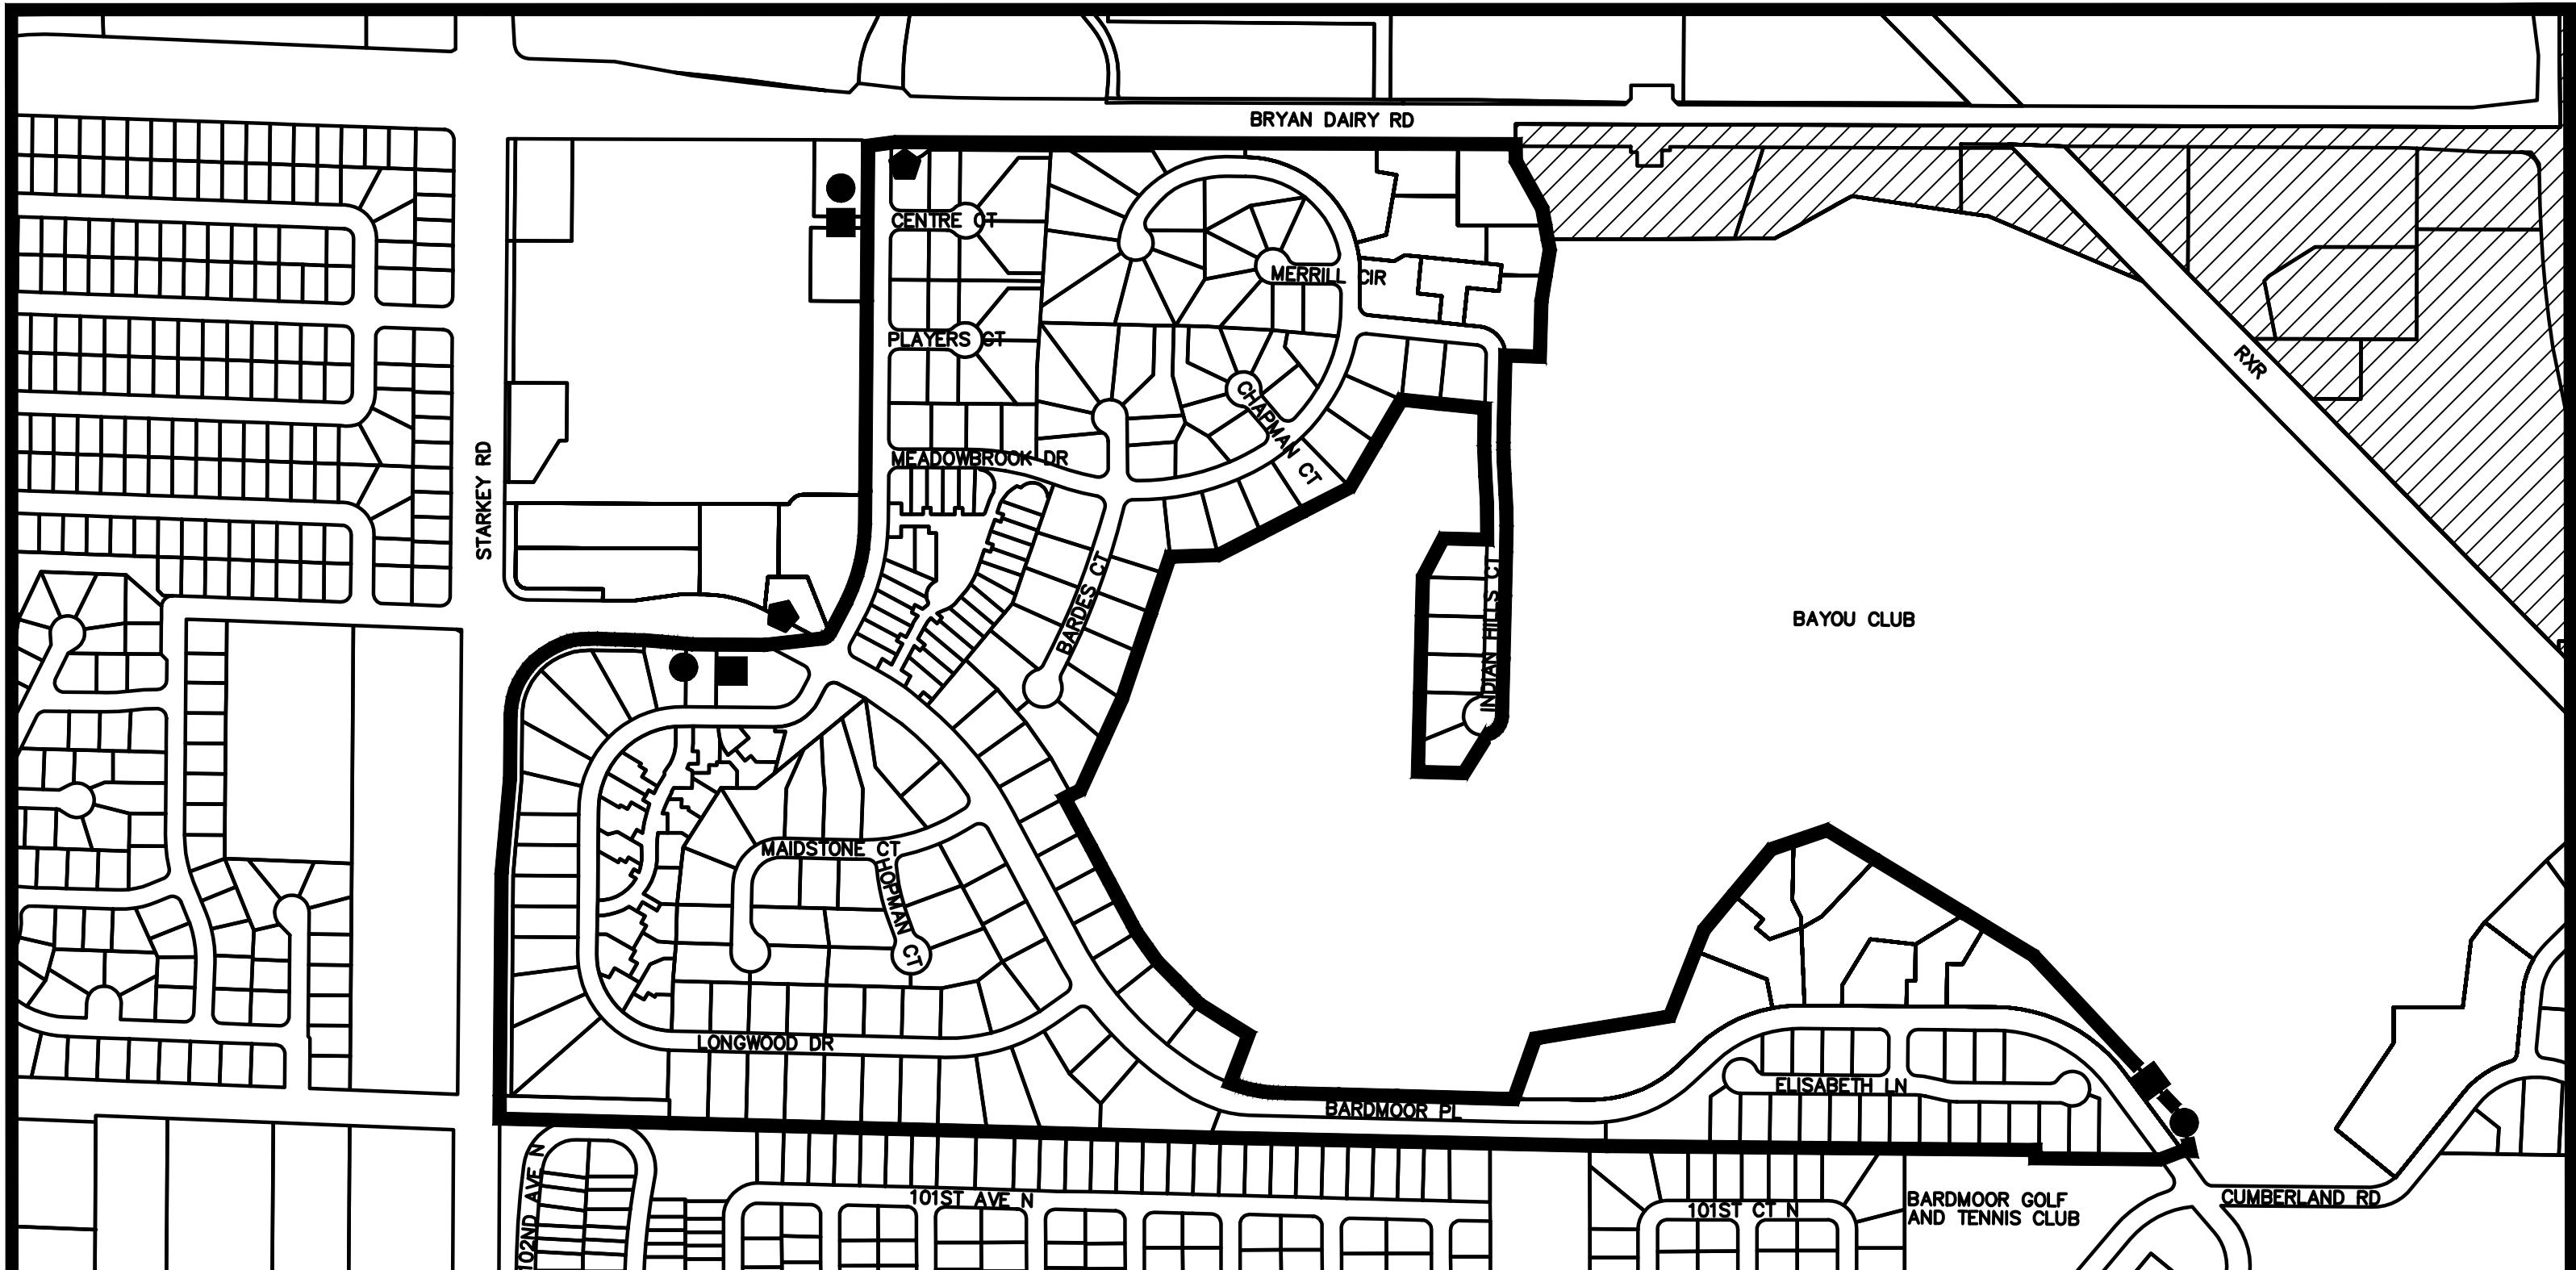 BRYAN DAIRY RD
CENTRE CT
MERRILL CIR
PLAYERS CT
RXR
CHAPMAN CT
MEADOWBROOK DR
STARKEY RD
BARDES CT
INDIAN HILLS CT
BAYOU CLUB
MAIDSTONE CT
HOPMAN CT
LONGWOOD DR
ELISABETH LN
BARDMOOR PL
102ND AVE N
101ST AVE N
101ST CT N
BARDMOOR GOLF
AND TENNIS CLUB
CUMBERLAND RD